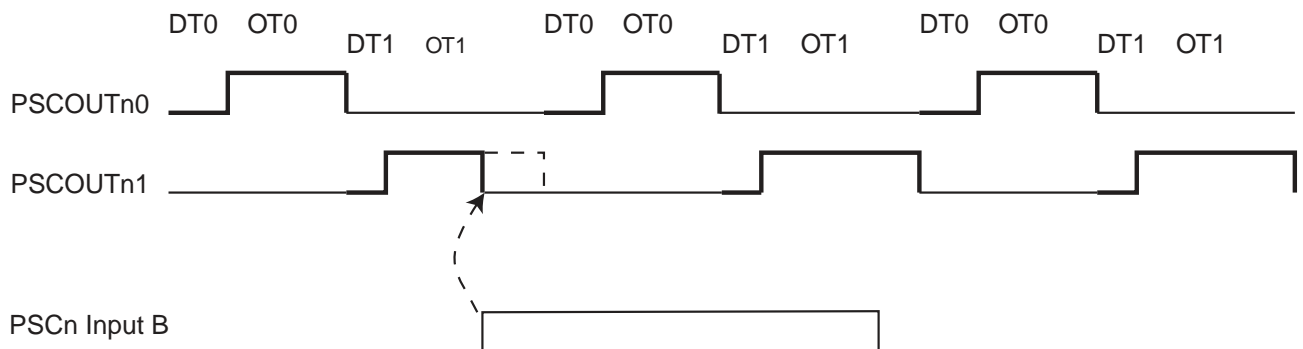 DT0 OT0 DT1 OT1 DT0 OT0 DT1 OT1 DT0 OT0 DT1 OT1
PSCOUTn0
PSCOUTn1
PSCn Input B